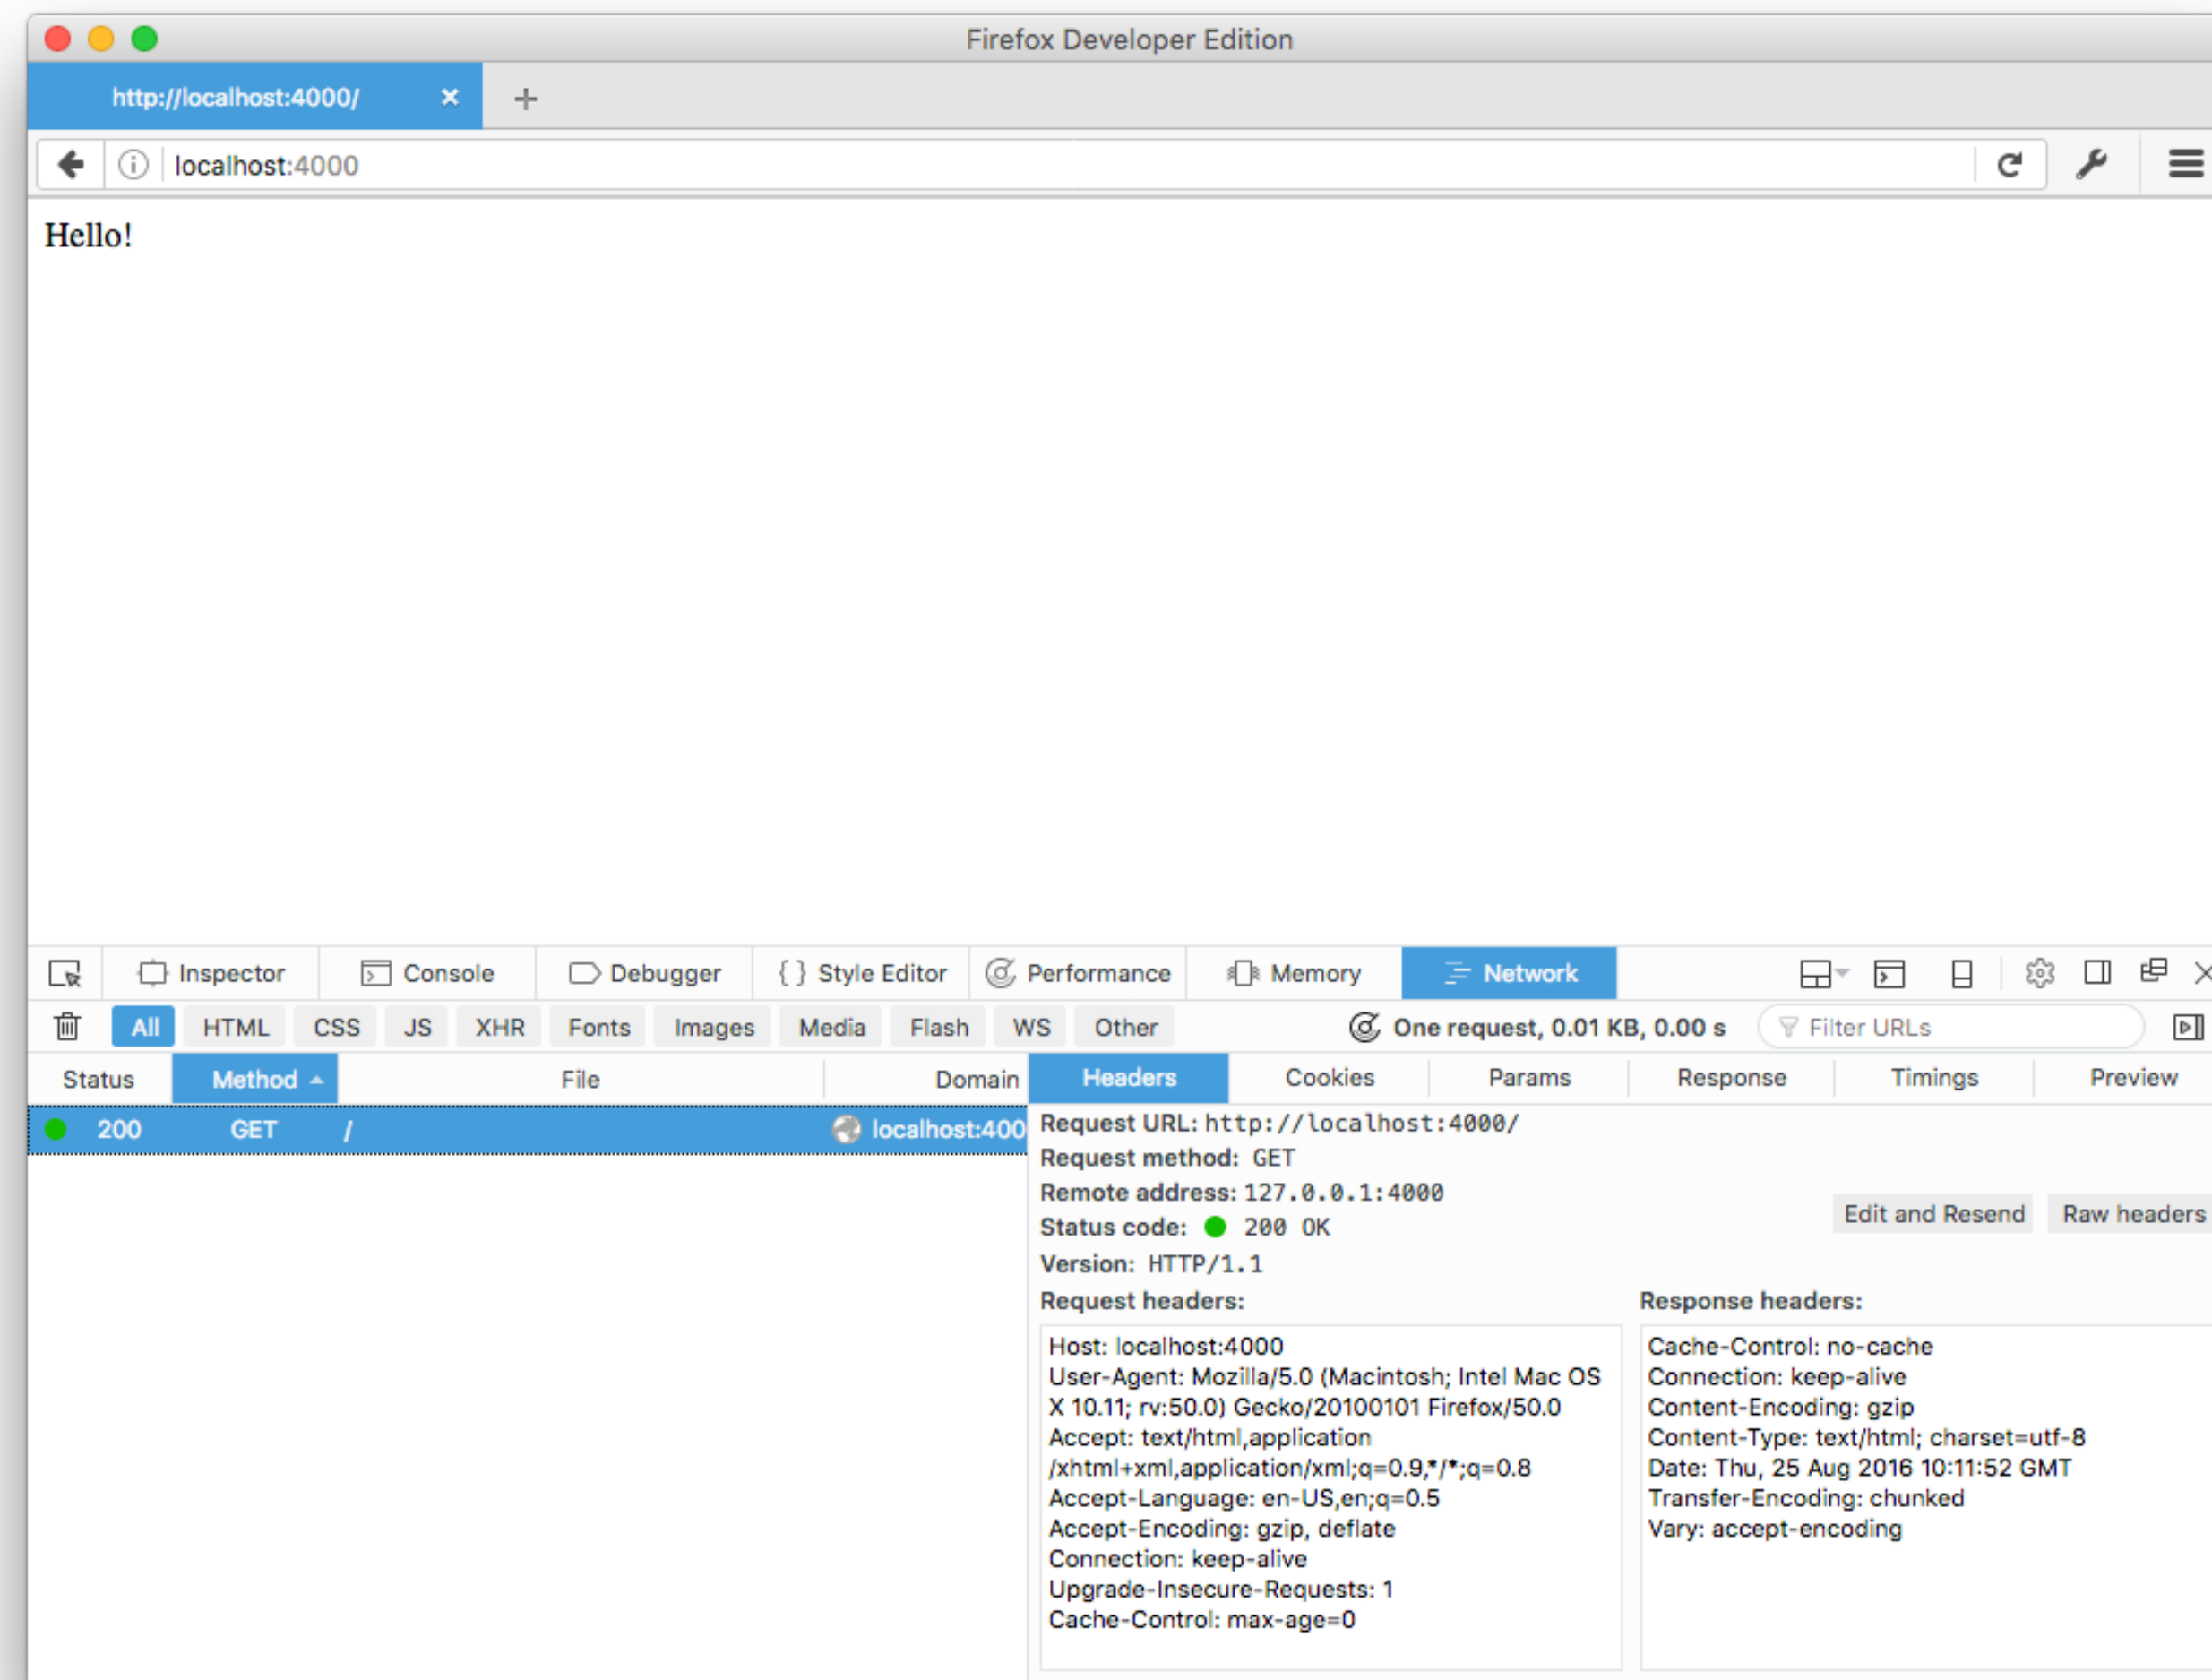 Firefox Developer Edition
http://localhost:4000/
localhost:4000
Hello!
Inspector Console Debugger { } Style Editor Performance Memory Network
All HTML CSS JS XHR Fonts Images Media Flash WS Other One request, 0.01 KB, 0.00 s Filter URLs
Status Method File Domain Headers Cookies Params Response Timings Preview
200 GET / localhost:400
Request URL: http://localhost:4000/
Request method: GET
Remote address: 127.0.0.1:4000
Status code: 200 OK
Edit and Resend Raw headers
Version: HTTP/1.1
Request headers:
Host: localhost:4000
User-Agent: Mozilla/5.0 (Macintosh; Intel Mac OS
X 10.11; rv:50.0) Gecko/20100101 Firefox/50.0
Accept: text/html,application
/xhtml+xml,application/xml;q=0.9,*/*;q=0.8
Accept-Language: en-US,en;q=0.5
Accept-Encoding: gzip, deflate
Connection: keep-alive
Upgrade-Insecure-Requests: 1
Cache-Control: max-age=0
Response headers:
Cache-Control: no-cache
Connection: keep-alive
Content-Encoding: gzip
Content-Type: text/html; charset=utf-8
Date: Thu, 25 Aug 2016 10:11:52 GMT
Transfer-Encoding: chunked
Vary: accept-encoding